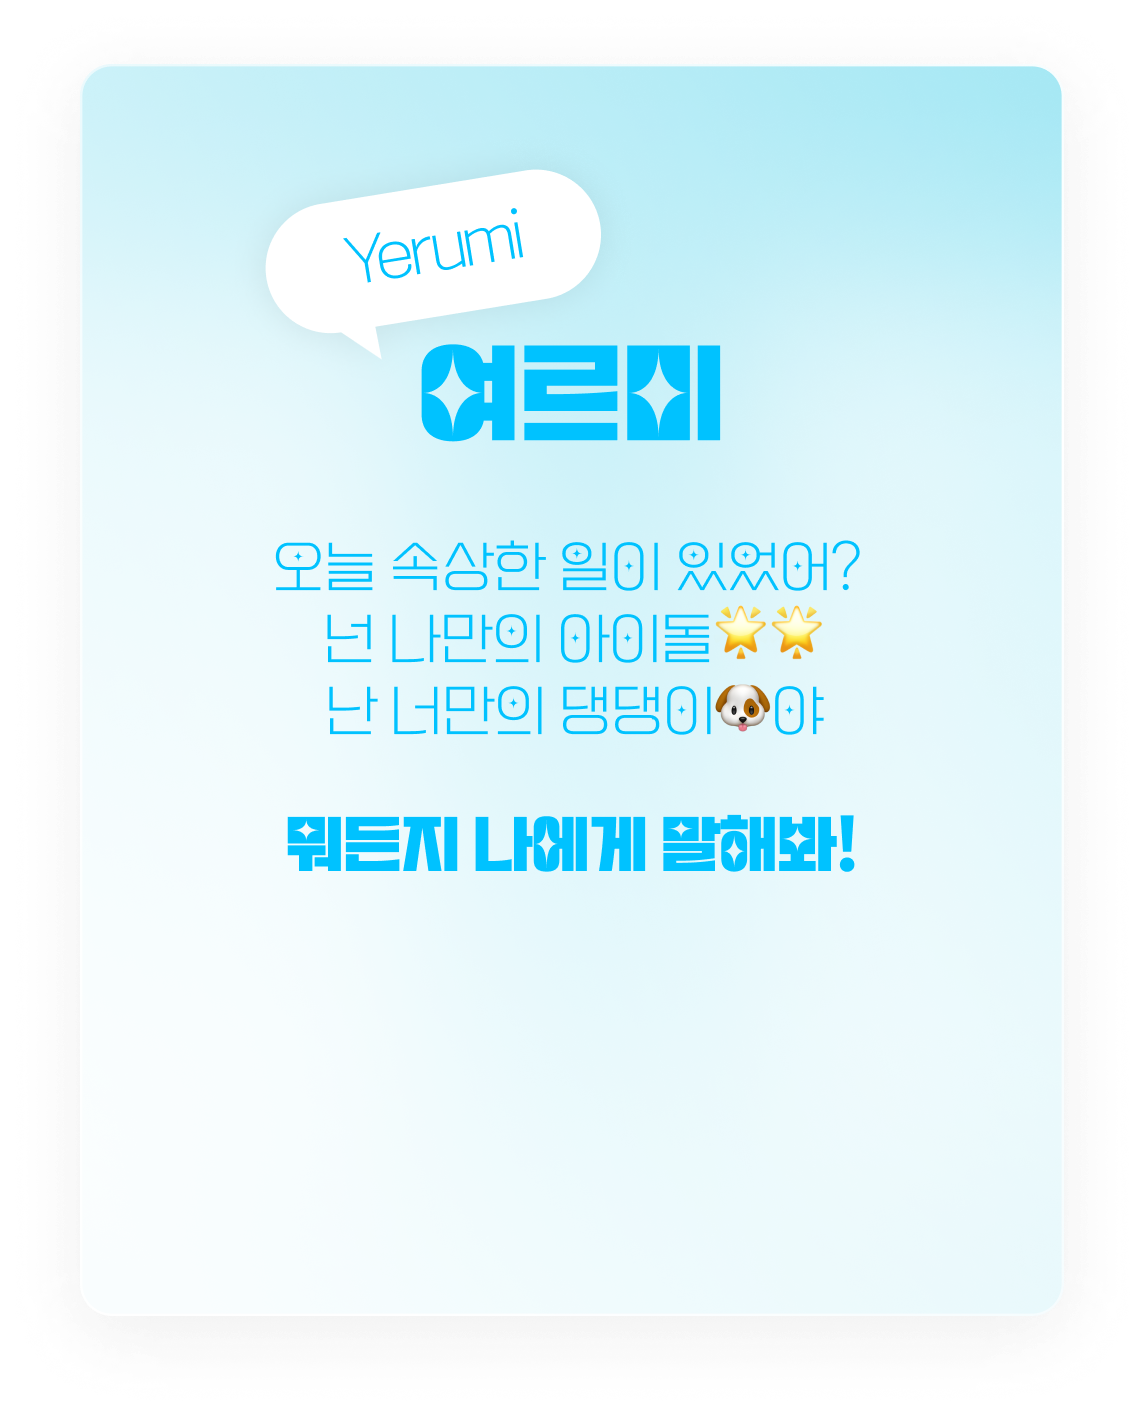 Yerumi
여르미
오늘 속상한 일이 있었어?
넌 나만의 아이돌🌟🌟
난 너만의 댕댕이🐶야
뭐든지 나에게 말해봐!